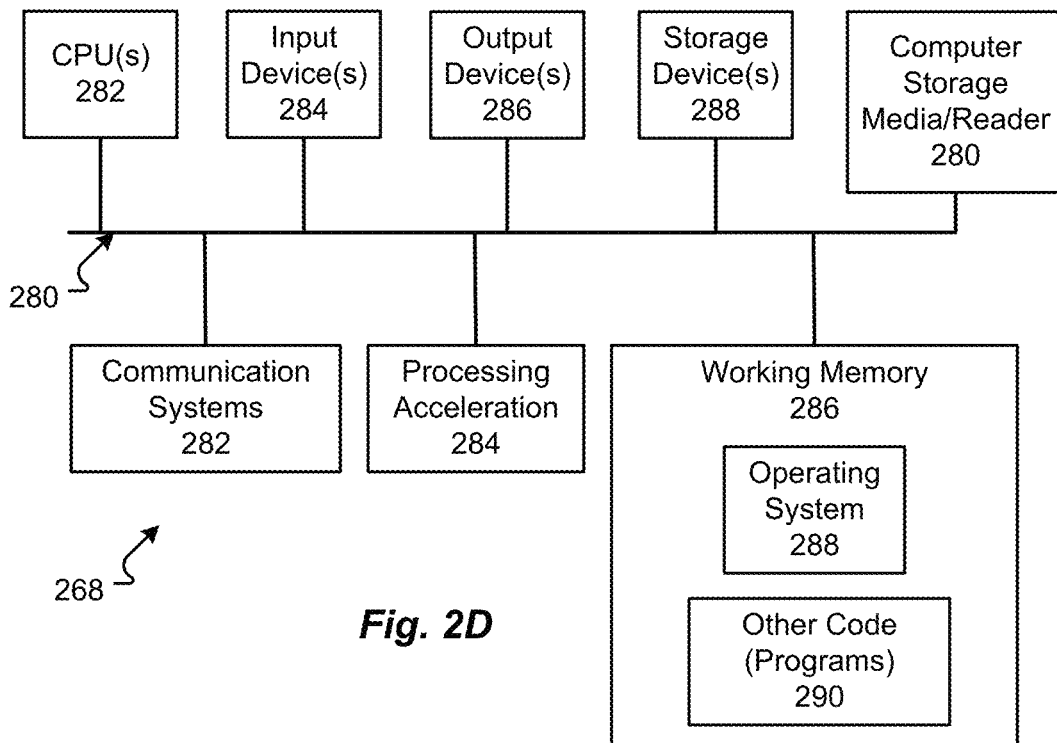 CPU(s)
282
Input
Device(s)
284
Output
Device(s)
286
Storage
Device(s)
288
Computer
Storage
Media/Reader
280
280
Communication
Systems
282
Processing
Acceleration
284
Working Memory
286
Operating
System
288
Other Code
(Programs)
290
268
Fig. 2D